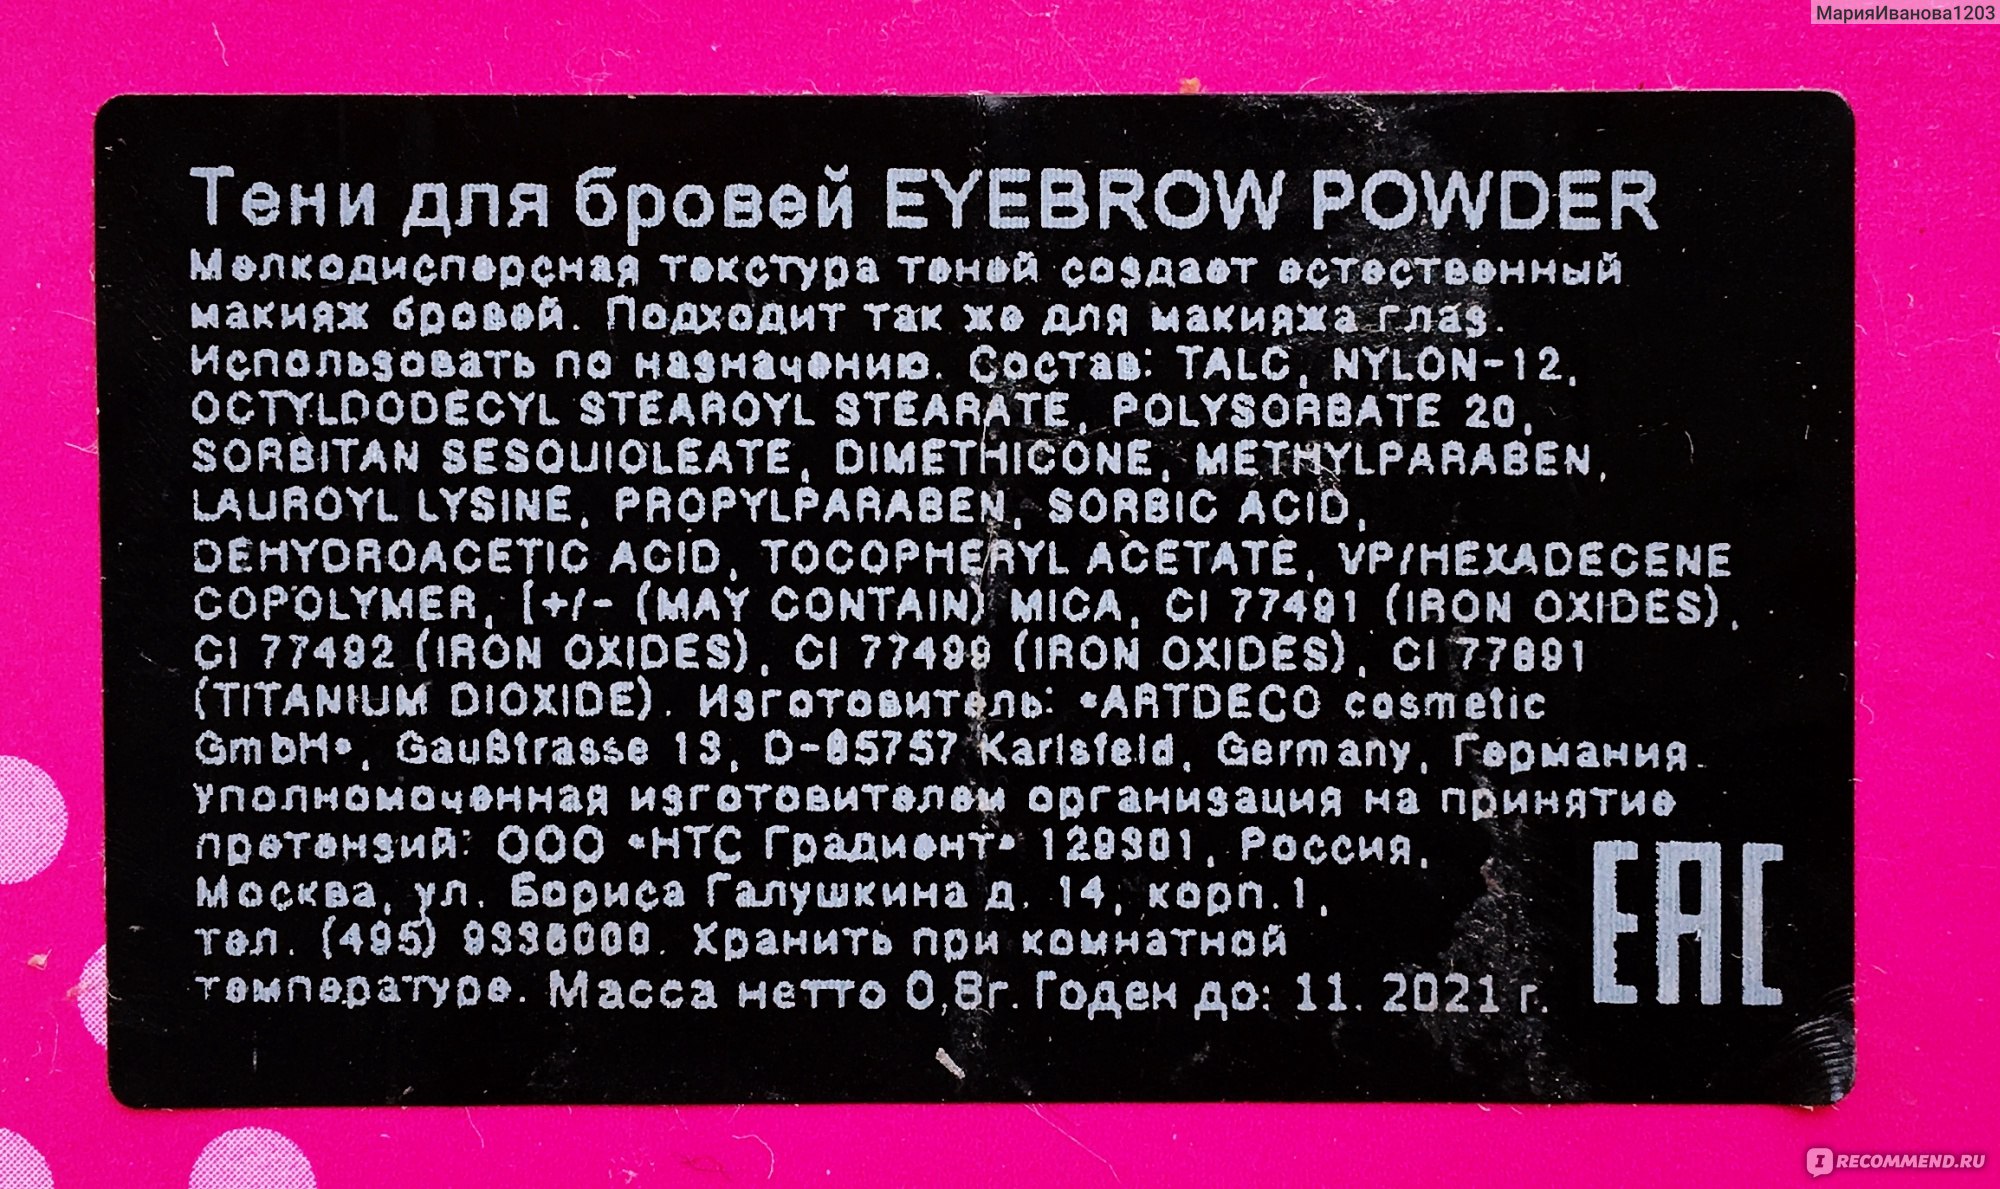 МарияИванова1203
Тени для бровей EYEBROW POWDER
Мелкодисперсная текстура теней создает естественный
макияж бровей. Подходит так же для макияжа глаз.
Использовать по назначению. Состав: TALC, NYLON-12,
OCTYLDODECYL STEAROYL STEARATE, POLYSORBATE 20,
SORBITAN SESQUIOLEATE, DIMETHICONE, METHYLPARABEN,
LAUROYL LYSINE, PROPYLPARABEN, SORBIC ACID,
DEHYDROACETIC ACID, TOCOPHERYL ACETATE, VP/HEXADECENE
COPOLYMER, [+/- (MAY CONTAIN) MICA, CI 77491 (IRON OXIDES),
CI 77492 (IRON OXIDES), CI 77499 (IRON OXIDES), CI 77891
(TITANIUM DIOXIDE). Изготовитель: «ARTDECO cosmetic
GmbH», Gaußtrasse 13, D-85757 Karlsfeld, Germany, Германия.
уполномоченная изготовителем организация на принятие
претензий: ООО «НТС Градиент» 129301, Россия,
Москва, ул. Бориса Галушкина д. 14, корп.1,
тел. (495) 9336000. Хранить при комнатной
температуре. Масса нетто 0,8г. Годен до: 11. 2021 г.
EAC
IRECOMMEND.RU